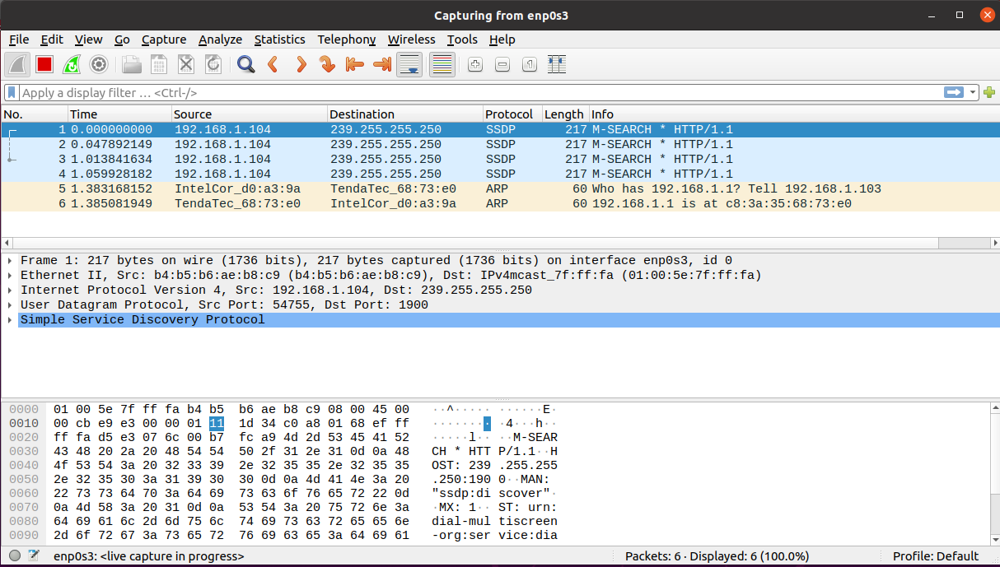 Capturing from enp0s3
File Edit View Go Capture Analyze Statistics Telephony Wireless Tools Help
Apply a display filter … <Ctrl-/>
No. Time Source Destination Protocol Length Info
1 0.000000000 192.168.1.104 239.255.255.250 SSDP 217 M-SEARCH * HTTP/1.1
2 0.047892149 192.168.1.104 239.255.255.250 SSDP 217 M-SEARCH * HTTP/1.1
3 1.013841634 192.168.1.104 239.255.255.250 SSDP 217 M-SEARCH * HTTP/1.1
4 1.059928182 192.168.1.104 239.255.255.250 SSDP 217 M-SEARCH * HTTP/1.1
5 1.383168152 IntelCor_d0:a3:9a TendaTec_68:73:e0 ARP 60 Who has 192.168.1.1? Tell 192.168.1.103
6 1.385081949 TendaTec_68:73:e0 IntelCor_d0:a3:9a ARP 60 192.168.1.1 is at c8:3a:35:68:73:e0
Frame 1: 217 bytes on wire (1736 bits), 217 bytes captured (1736 bits) on interface enp0s3, id 0
Ethernet II, Src: b4:b5:b6:ae:b8:c9 (b4:b5:b6:ae:b8:c9), Dst: IPv4mcast_7f:ff:fa (01:00:5e:7f:ff:fa)
Internet Protocol Version 4, Src: 192.168.1.104, Dst: 239.255.255.250
User Datagram Protocol, Src Port: 54755, Dst Port: 1900
Simple Service Discovery Protocol
0000 01 00 5e 7f ff fa b4 b5 b6 ae b8 c9 08 00 45 00 ··^····· ······E·
0010 00 cb e9 e3 00 00 01 11 1d 34 c0 a8 01 68 ef ff ········ ·4···h··
0020 ff fa d5 e3 07 6c 00 b7 fc a9 4d 2d 53 45 41 52 ·····l·· ··M-SEAR
0030 43 48 20 2a 20 48 54 54 50 2f 31 2e 31 0d 0a 48 CH * HTT P/1.1··H
0040 4f 53 54 3a 20 32 33 39 2e 32 35 35 2e 32 35 35 OST: 239 .255.255
0050 2e 32 35 30 3a 31 39 30 30 0d 0a 4d 41 4e 3a 20 .250:190 0··MAN:
0060 22 73 73 64 70 3a 64 69 73 63 6f 76 65 72 22 0d "ssdp:di scover"·
0070 0a 4d 58 3a 20 31 0d 0a 53 54 3a 20 75 72 6e 3a ·MX: 1·· ST: urn:
0080 64 69 61 6c 2d 6d 75 6c 74 69 73 63 72 65 65 6e dial-mul tiscreen
0090 2d 6f 72 67 3a 73 65 72 76 69 63 65 3a 64 69 61 -org:ser vice:dia
enp0s3: <live capture in progress> Packets: 6 · Displayed: 6 (100.0%) Profile: Default